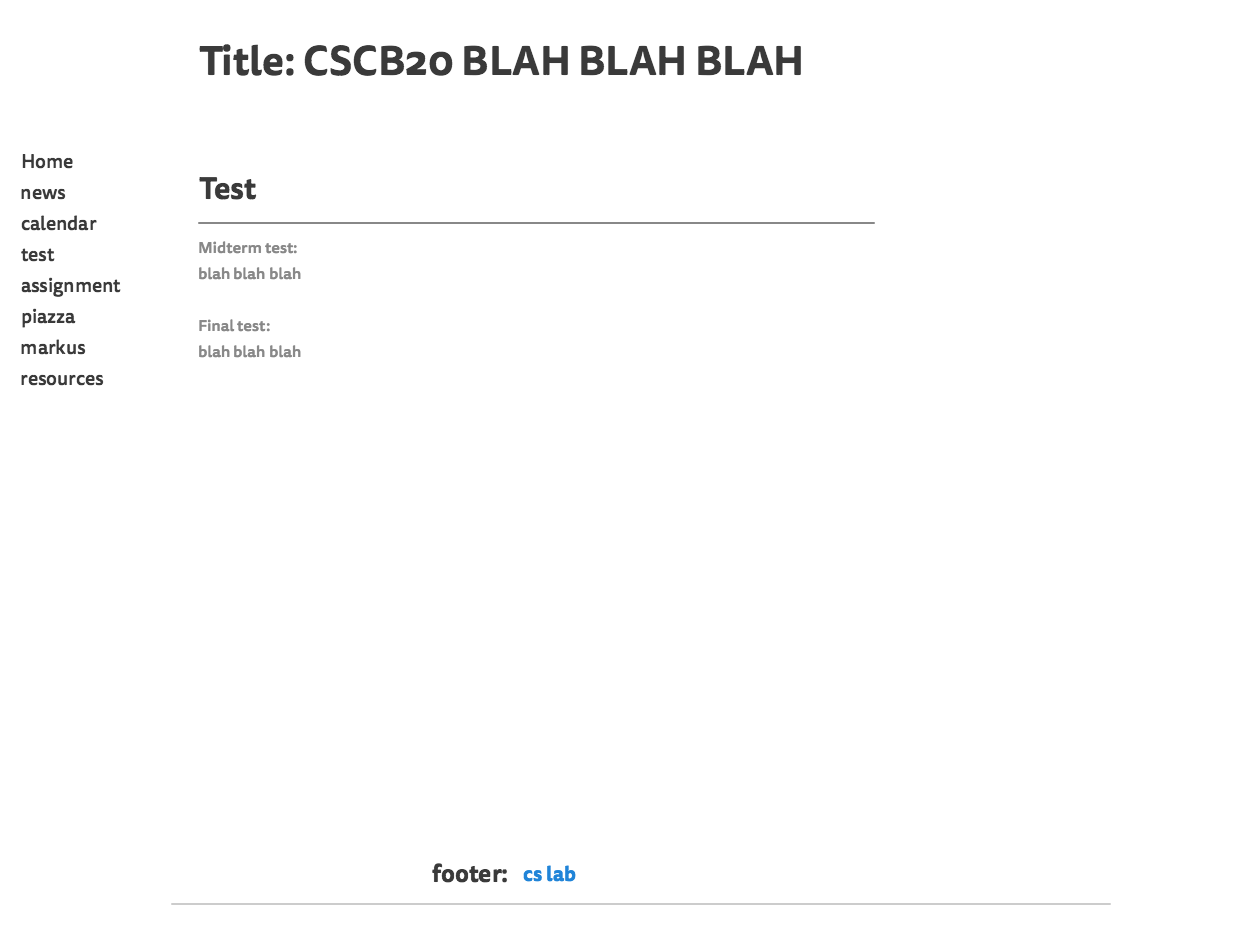 Title: CSCB20 BLAH BLAH BLAH
Home
news
calendar
test
assignment
piazza
markus
resources
Test
Midterm test:
blah blah blah
Final test:
blah blah blah
footer: cs lab